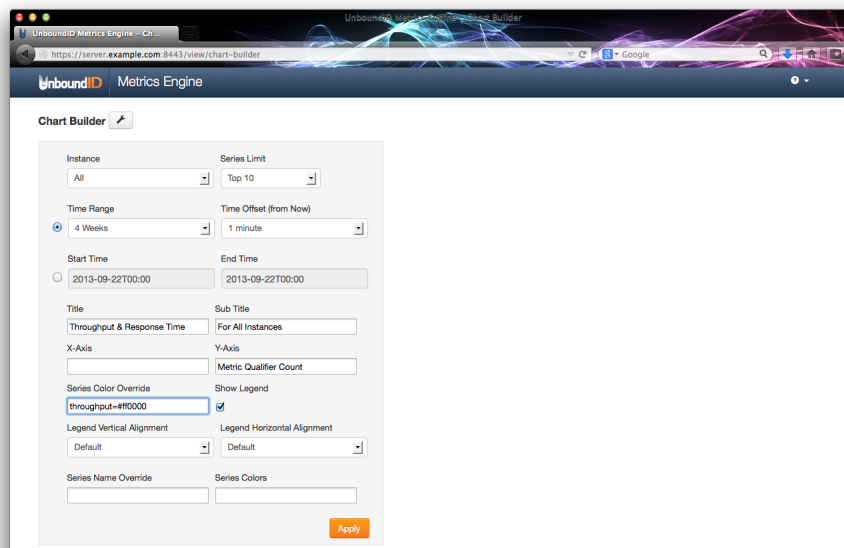 UnboundID Metrics Engine – Chart Builder
UnboundID Metrics Engine – Ch...
https://server.example.com:8443/view/chart-builder
Google
UnboundID Metrics Engine
Chart Builder
Instance Series Limit
All Top 10
Time Range Time Offset (from Now)
4 Weeks 1 minute
Start Time End Time
2013-09-22T00:00 2013-09-22T00:00
Title Sub Title
Throughput & Response Time For All Instances
X-Axis Y-Axis
Metric Qualifier Count
Series Color Override Show Legend
throughput=#ff0000
Legend Vertical Alignment Legend Horizontal Alignment
Default Default
Series Name Override Series Colors
Apply